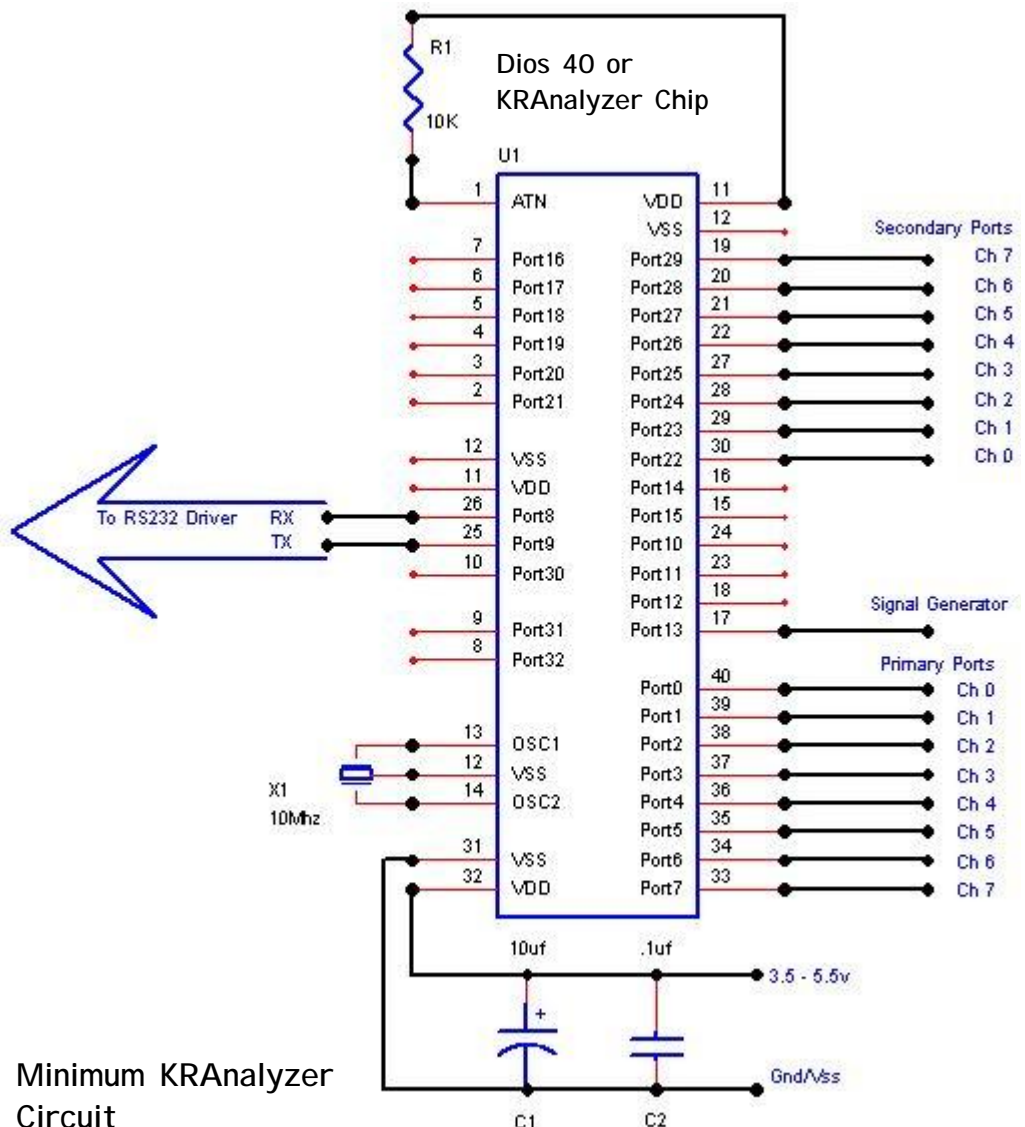 R1
10K
Dios 40 or
KRAnalyzer Chip
U1
1 ATN VDD 11
VSS 12
7 Port16 Port29 19
6 Port17 Port28 20
5 Port18 Port27 21
4 Port19 Port26 22
3 Port20 Port25 27
2 Port21 Port24 28
Port23 29
12 VSS Port22 30
11 VDD Port14 16
26 Port8 Port15 15
25 Port9 Port10 24
10 Port30 Port11 23
Port12 18
9 Port31 Port13 17
8 Port32
Port0 40
Port1 39
13 OSC1 Port2 38
12 VSS Port3 37
14 OSC2 Port4 36
Port5 35
31 VSS Port6 34
32 VDD Port7 33
Secondary Ports
Ch 7
Ch 6
Ch 5
Ch 4
Ch 3
Ch 2
Ch 1
Ch 0
To RS232 Driver RX
TX
Signal Generator
Primary Ports
Ch 0
Ch 1
Ch 2
Ch 3
Ch 4
Ch 5
Ch 6
Ch 7
X1
10Mhz
10uf
.1uf
3.5 - 5.5v
+
Gnd/Vss
C1
C2
Minimum KRAnalyzer
Circuit